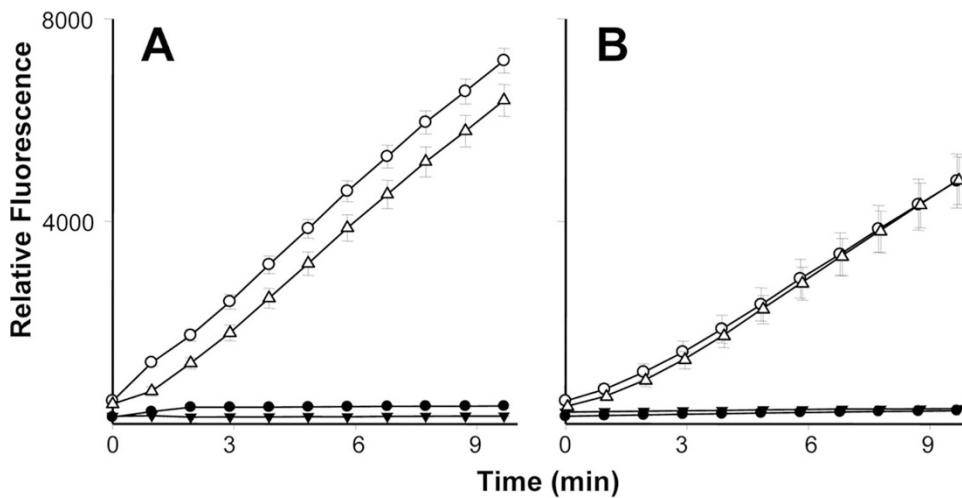 8000
A
B
Relative Fluorescence
4000
0 3 6 9
0 3 6 9
Time (min)